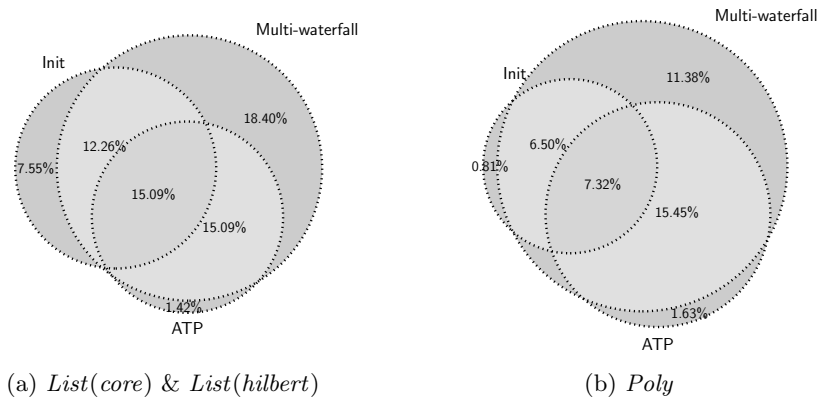 Multi-waterfall
Init
18.40%
12.26%
7.55%
15.09%
15.09%
1.42%
ATP
(a) List(core) & List(hilbert)
Multi-waterfall
Init
11.38%
6.50%
0.81%
7.32%
15.45%
1.63%
ATP
(b) Poly